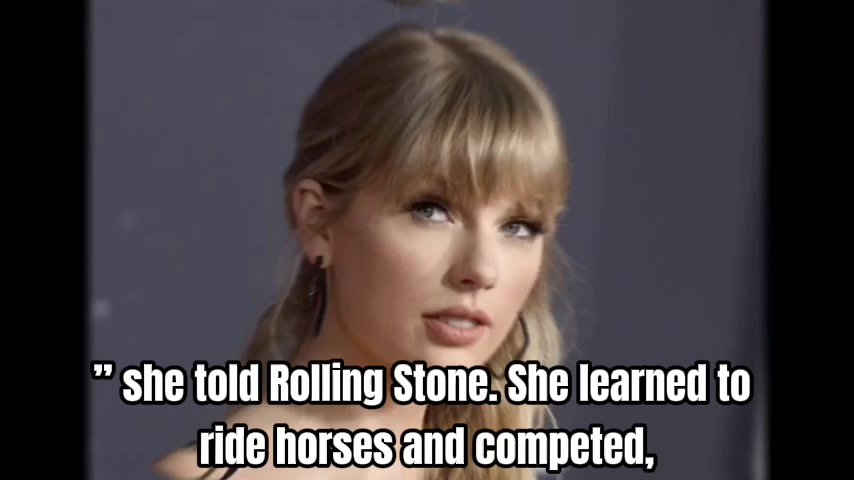 ” she told Rolling Stone. She learned to
ride horses and competed,